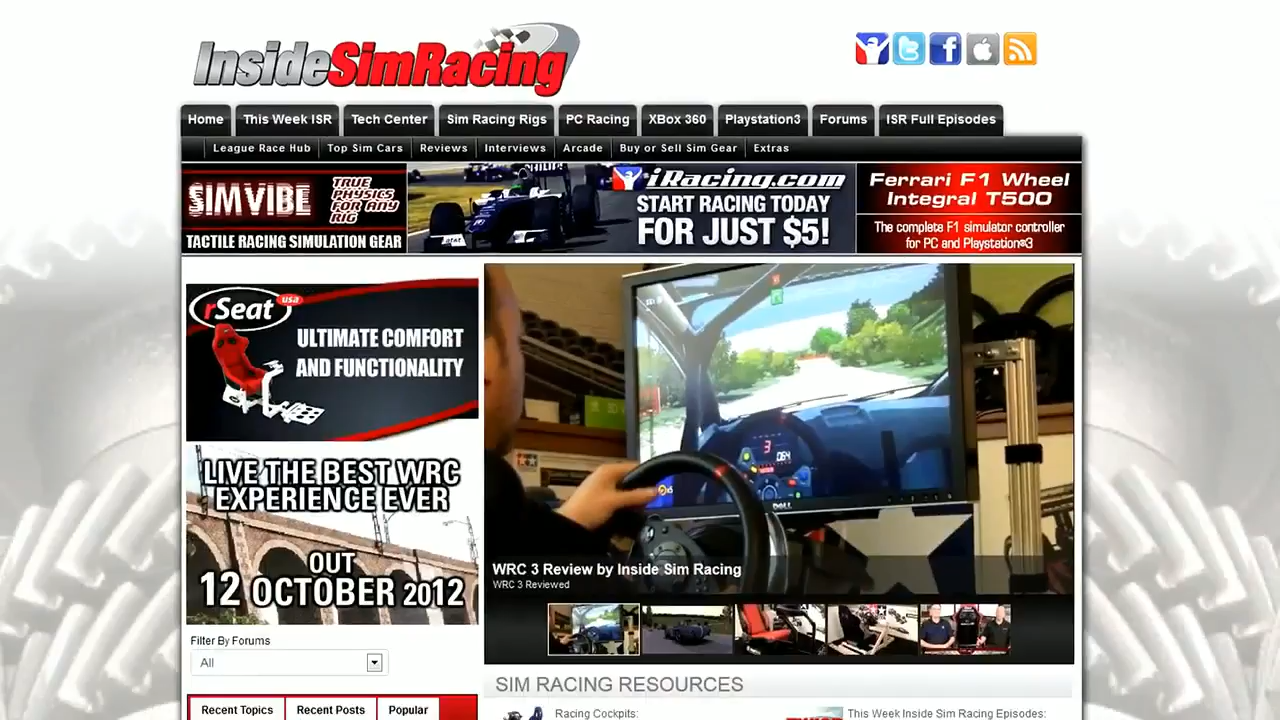 InsideSimRacing
Home
This Week ISR
Tech Center
Sim Racing Rigs
PC Racing
XBox 360
Playstation3
Forums
ISR Full Episodes
League Race Hub
Top Sim Cars
Reviews
Interviews
Arcade
Buy or Sell Sim Gear
Extras
SIMVIBE
TRUE
PHYSICS
FOR ANY
RIG
TACTILE RACING SIMULATION GEAR
PHILIPS
at&t
iRacing.com
START RACING TODAY
FOR JUST $5!
Ferrari F1 Wheel
Integral T500
The complete F1 simulator controller
for PC and Playstation®3
rSeat usa
ULTIMATE COMFORT
AND FUNCTIONALITY
LIVE THE BEST WRC
EXPERIENCE EVER
OUT
12 OCTOBER 2012
3
064
DELL
WRC 3 Review by Inside Sim Racing
WRC 3 Reviewed
Filter By Forums
All
Recent Topics
Recent Posts
Popular
SIM RACING RESOURCES
Racing Cockpits:
This Week Inside Sim Racing Episodes: